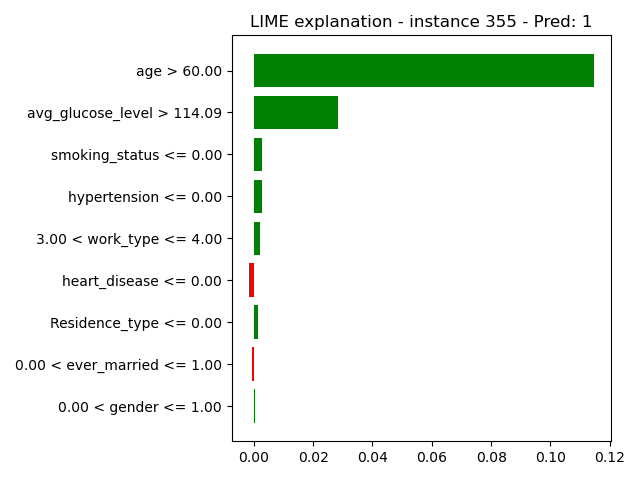 LIME explanation - instance 355 - Pred: 1
age > 60.00
avg_glucose_level > 114.09
smoking_status <= 0.00
hypertension <= 0.00
3.00 < work_type <= 4.00
heart_disease <= 0.00
Residence_type <= 0.00
0.00 < ever_married <= 1.00
0.00 < gender <= 1.00
0.00 0.02 0.04 0.06 0.08 0.10 0.12